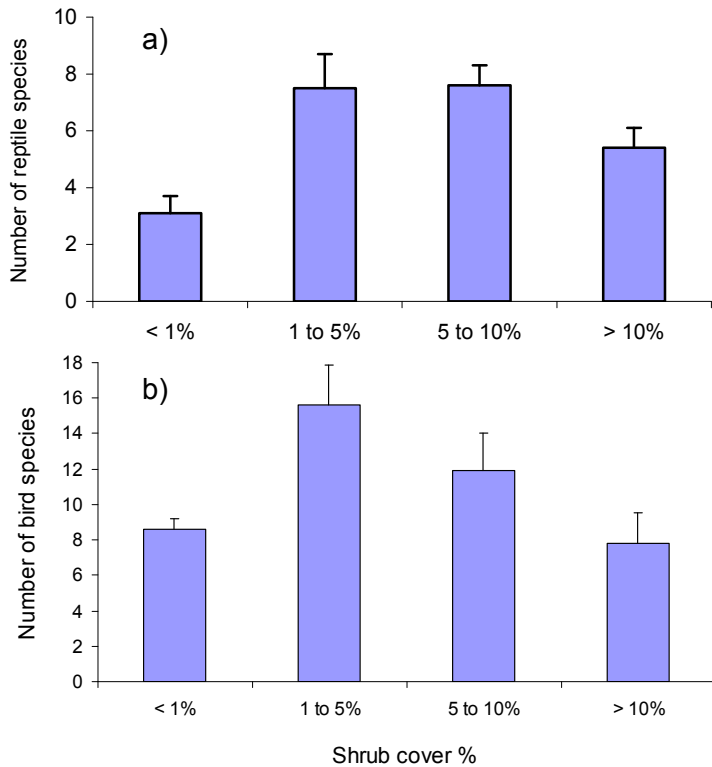 a)
Number of reptile species
10
8
6
4
2
0
< 1% 1 to 5% 5 to 10% > 10%
b)
Number of bird species
18
16
14
12
10
8
6
4
2
0
< 1% 1 to 5% 5 to 10% > 10%
Shrub cover %